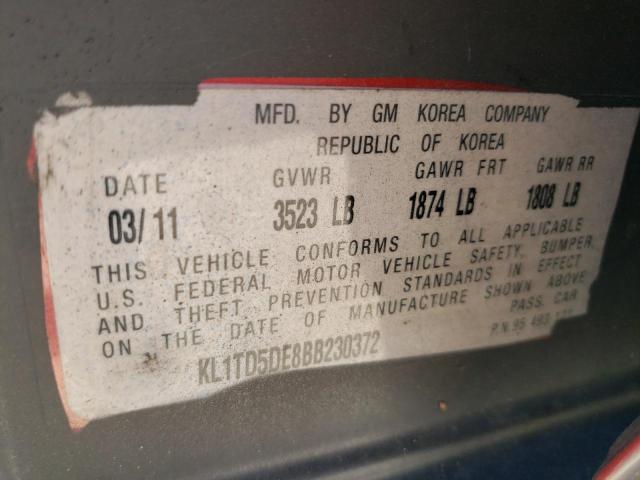 MFD. BY GM KOREA COMPANY
REPUBLIC OF KOREA
DATE GVWR GAWR FRT GAWR RR
03/11 3523 LB 1874 LB 1808 LB
THIS VEHICLE CONFORMS TO ALL APPLICABLE
U.S. FEDERAL MOTOR VEHICLE SAFETY, BUMPER,
AND THEFT PREVENTION STANDARDS IN EFFECT
ON THE DATE OF MANUFACTURE SHOWN ABOVE
PASS. CAR
KL1TD5DE8BB230372
P.N. 95 493